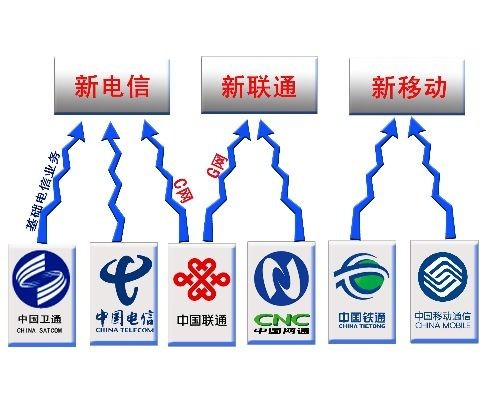 新电信
新联通
新移动
基础电信业务
C网
G网
中国卫通
CHINA SATCOM
中国电信
CHINA TELECOM
中国联通
CNC
中国网通
中国铁通
CHINA TIETONG
中国移动通信
CHINA MOBILE